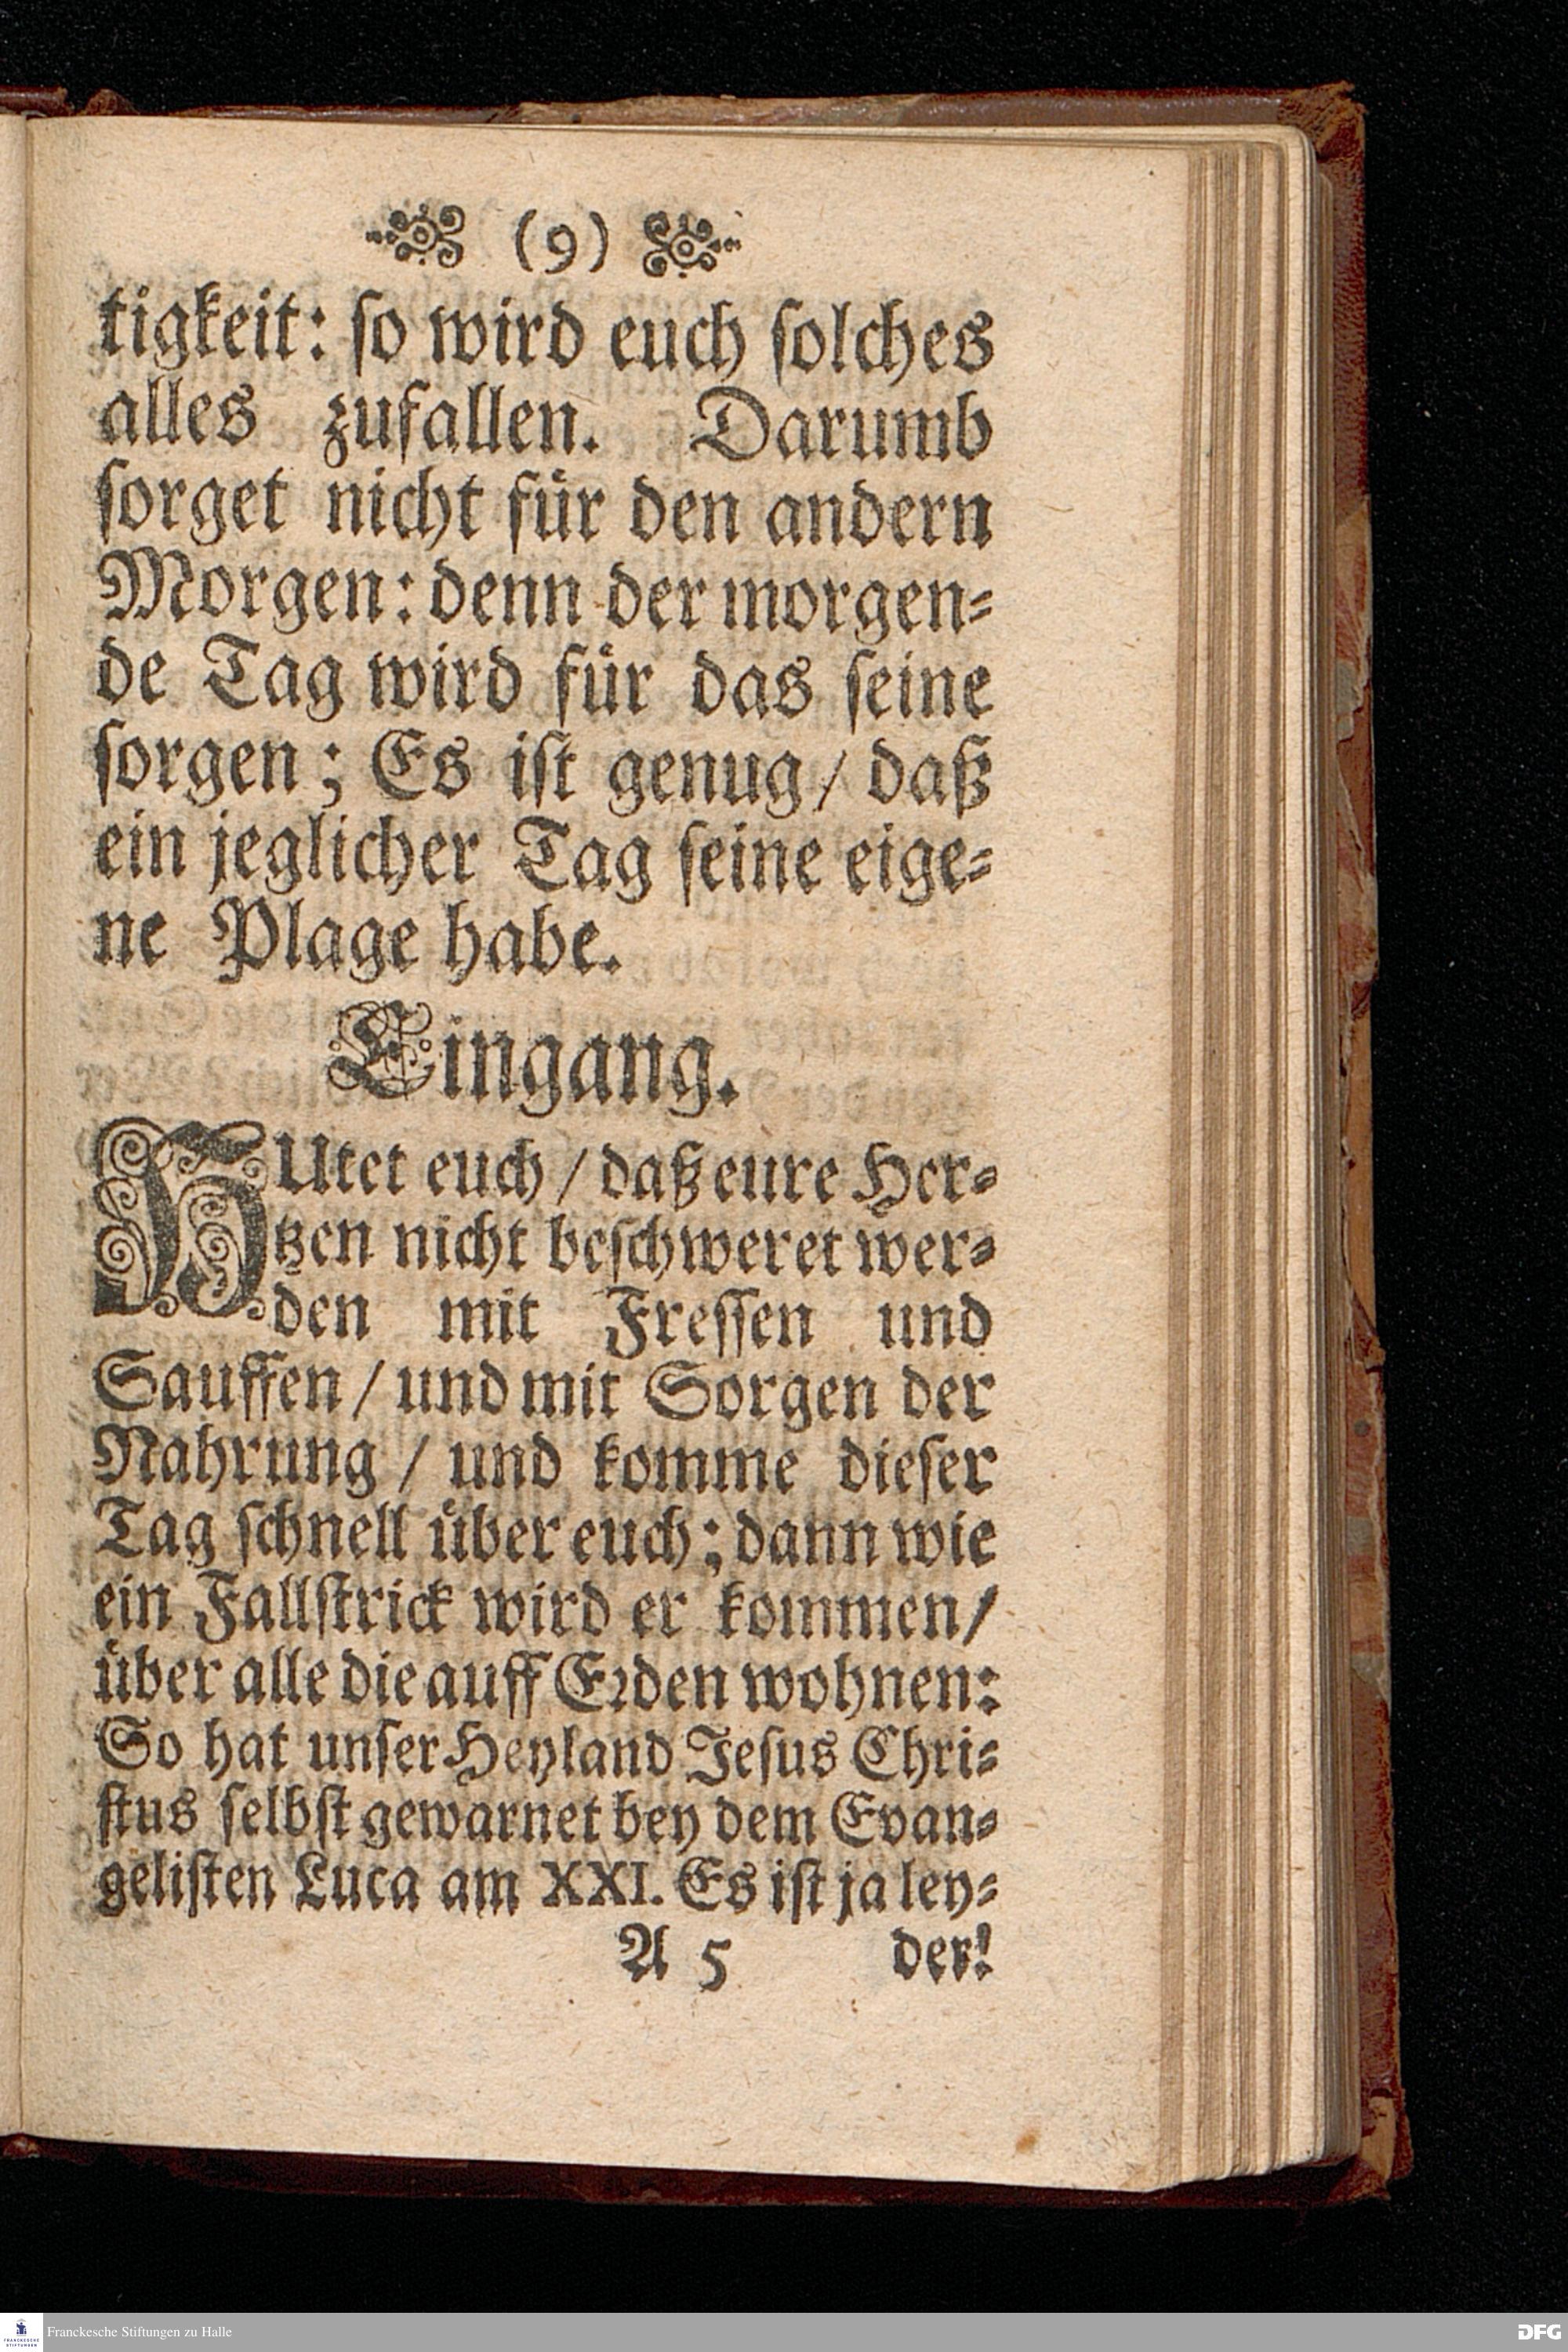 (9)
tigkeit: ſo wird euch ſolches
alles zufallen. Darumb
ſorget nicht für den andern
Morgen: denn der morgen⸗
de Tag wird für das ſeine
ſorgen; Es iſt genug / daß
ein jeglicher Tag ſeine eige⸗
ne Plage habe.
Eingang.
HUtet euch / daß eure Her⸗
tzen nicht beſchweret wer⸗
den mit Freſſen und
Sauffen / und mit Sorgen der
Nahrung / und komme dieſer
Tag ſchnell über euch; dann wie
ein Fallſtrick wird er kommen /
über alle die auff Eꝛden wohnen:
So hat unſer Heyland Jeſus Chri⸗
ſtus ſelbſt gewarnet bey dem Evan⸗
geliſten Luca am XXI. Es iſt ja ley⸗
A 5 der!
FRANCKESCHE STIFTUNGEN Franckesche Stiftungen zu Halle DFG